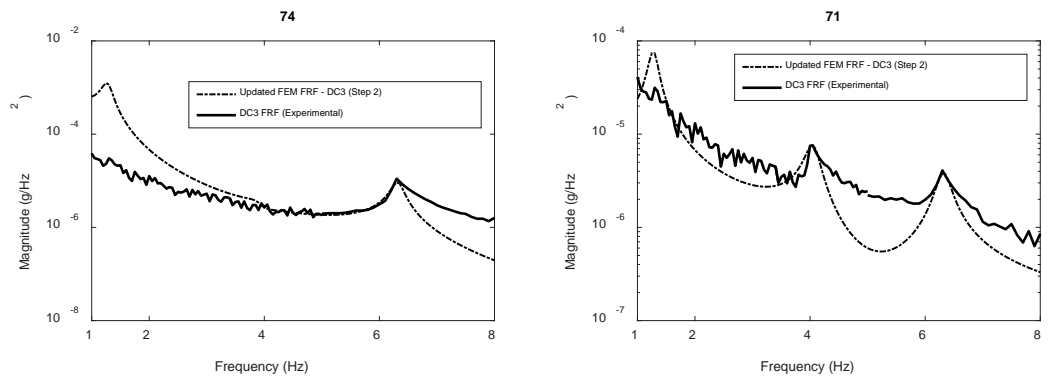 74
10 -2
10 -4
10 -6
10 -8
Magnitude (g/Hz 2 )
Updated FEM FRF - DC3 (Step 2)
DC3 FRF (Experimental)
1 2 4 6 8
Frequency (Hz)
71
10 -4
10 -5
10 -6
10 -7
Magnitude (g/Hz 2 )
Updated FEM FRF - DC3 (Step 2)
DC3 FRF (Experimental)
1 2 4 6 8
Frequency (Hz)